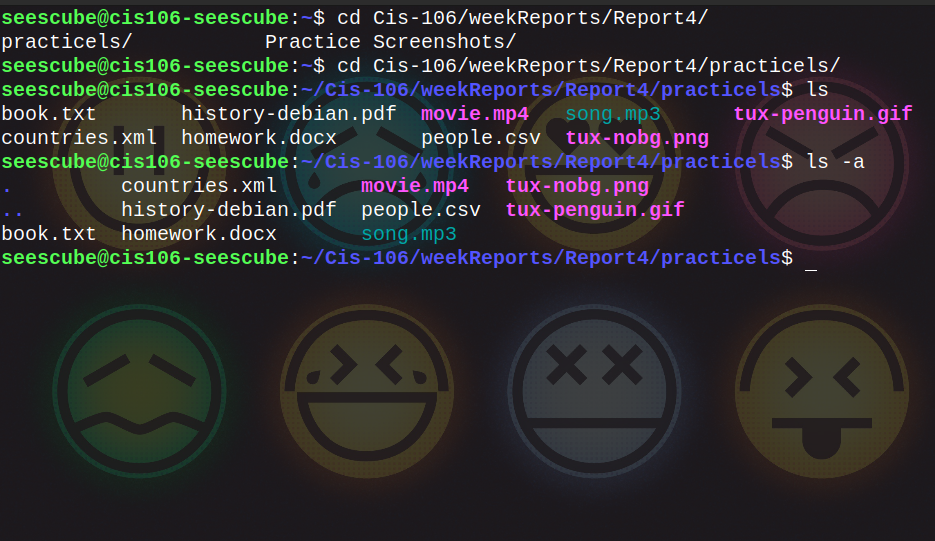 seescube@cis106-seescube:~$ cd Cis-106/weekReports/Report4/
practicels/           Practice Screenshots/
seescube@cis106-seescube:~$ cd Cis-106/weekReports/Report4/practicels/
seescube@cis106-seescube:~/Cis-106/weekReports/Report4/practicels$ ls
book.txt       history-debian.pdf  movie.mp4   song.mp3      tux-penguin.gif
countries.xml  homework.docx       people.csv  tux-nobg.png
seescube@cis106-seescube:~/Cis-106/weekReports/Report4/practicels$ ls -a
.         countries.xml       movie.mp4   tux-nobg.png
..        history-debian.pdf  people.csv  tux-penguin.gif
book.txt  homework.docx       song.mp3
seescube@cis106-seescube:~/Cis-106/weekReports/Report4/practicels$ _